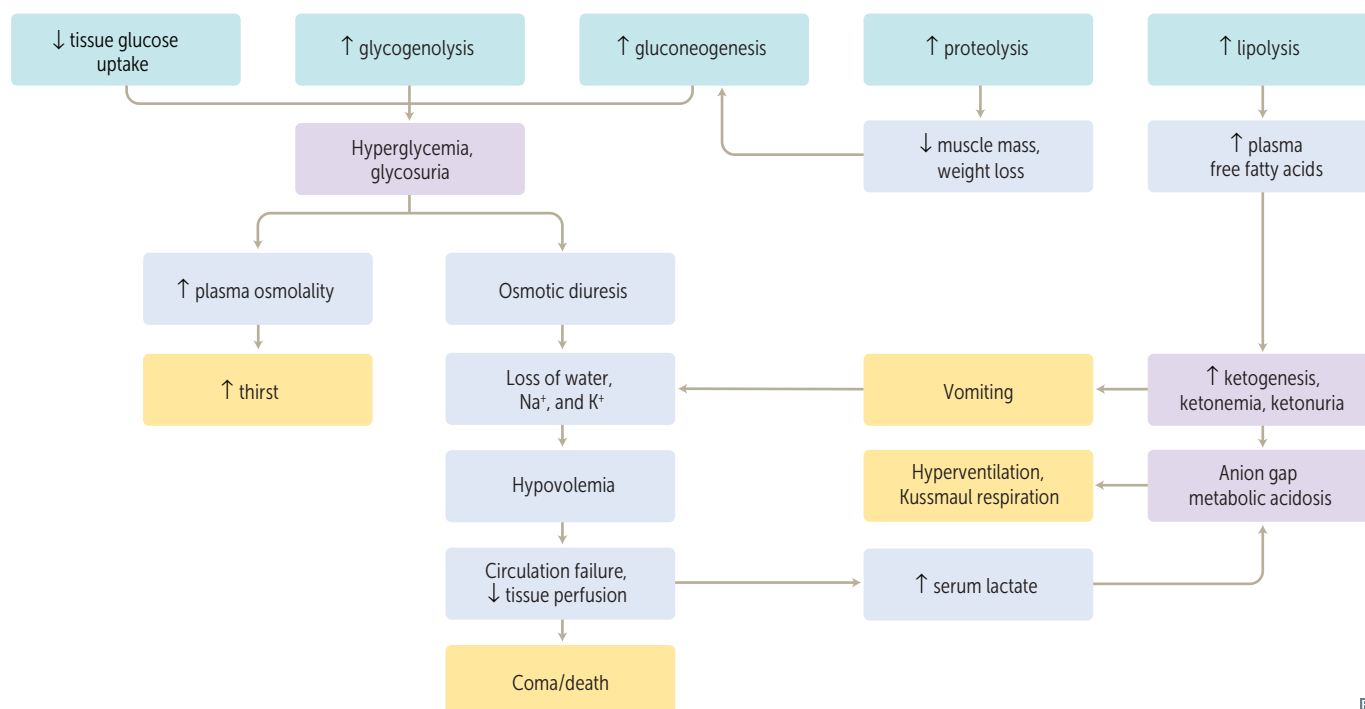 ↓ tissue glucose
uptake
↑ glycogenolysis
↑ gluconeogenesis
↑ proteolysis
↑ lipolysis
Hyperglycemia,
glycosuria
↓ muscle mass,
weight loss
↑ plasma
free fatty acids
↑ plasma osmolality
Osmotic diuresis
↑ thirst
Loss of water,
Na⁺, and K⁺
Vomiting
↑ ketogenesis,
ketonemia, ketonuria
Hypovolemia
Hyperventilation,
Kussmaul respiration
Anion gap
metabolic acidosis
Circulation failure,
↓ tissue perfusion
↑ serum lactate
Coma/death